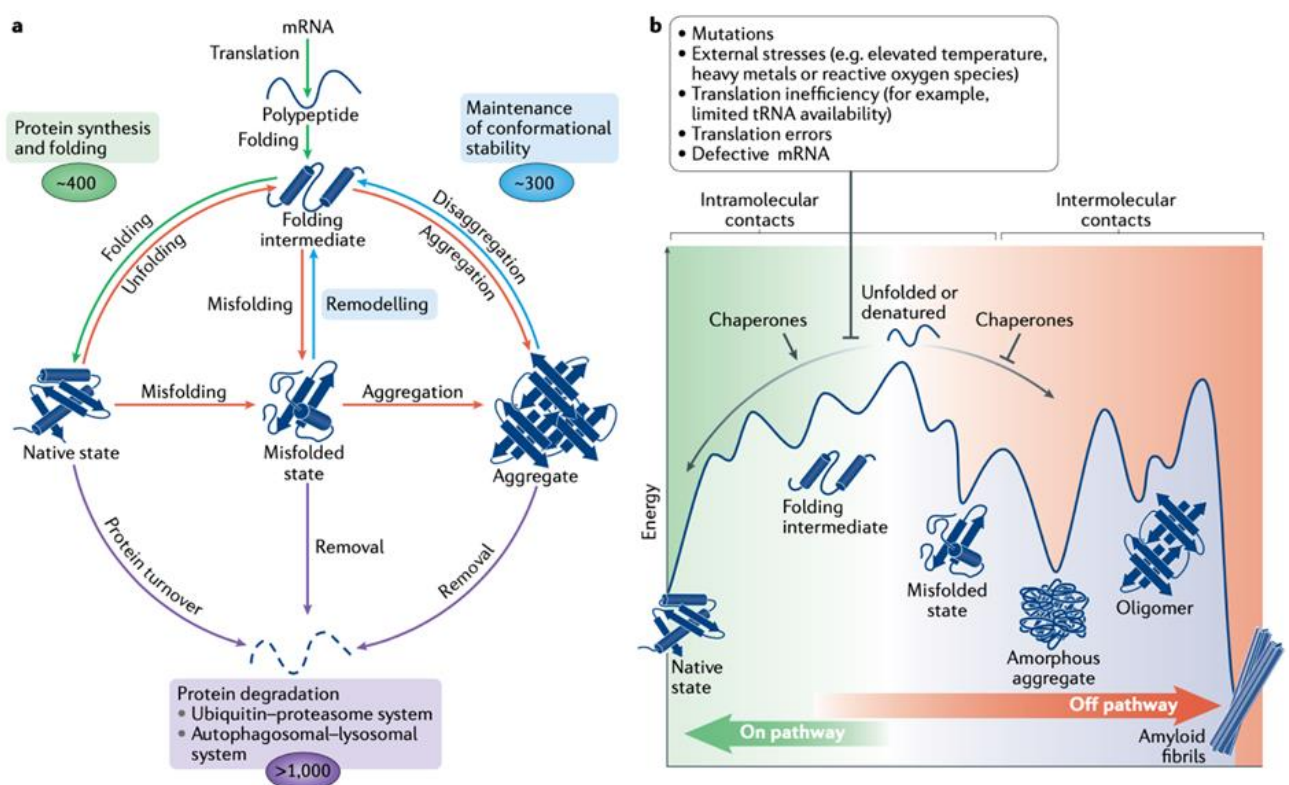 a
mRNA
Translation
Polypeptide
Folding
Protein synthesis
and folding
~400
Maintenance
of conformational
stability
~300
Folding
intermediate
Folding
Unfolding
Disaggregation
Aggregation
Misfolding
Remodelling
Native state
Misfolding
Misfolded
state
Aggregation
Aggregate
Protein turnover
Removal
Removal
Protein degradation
• Ubiquitin–proteasome system
• Autophagosomal–lysosomal
system
>1,000
b
• Mutations
• External stresses (e.g. elevated temperature,
heavy metals or reactive oxygen species)
• Translation inefficiency (for example,
limited tRNA availability)
• Translation errors
• Defective mRNA
Intramolecular
contacts
Intermolecular
contacts
Energy
Chaperones
Unfolded or
denatured
Chaperones
Folding
intermediate
Misfolded
state
Amorphous
aggregate
Oligomer
Native
state
Off pathway
On pathway
Amyloid
fibrils